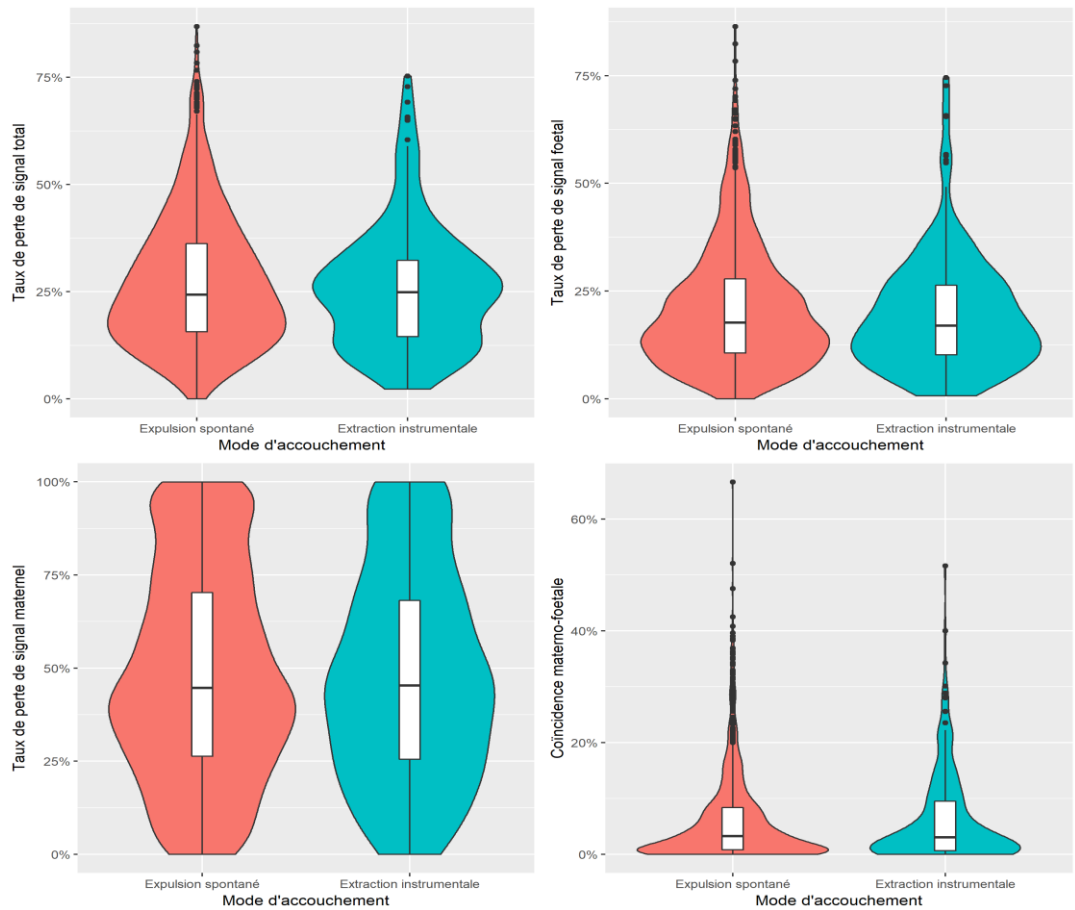 Taux de perte de signal total
75%
50%
25%
0%
Expulsion spontané
Extraction instrumentale
Mode d'accouchement
Taux de perte de signal foetal
75%
50%
25%
0%
Expulsion spontané
Extraction instrumentale
Mode d'accouchement
Taux de perte de signal maternel
100%
75%
50%
25%
0%
Expulsion spontané
Extraction instrumentale
Mode d'accouchement
Coïncidence materno-foetale
60%
40%
20%
0%
Expulsion spontané
Extraction instrumentale
Mode d'accouchement